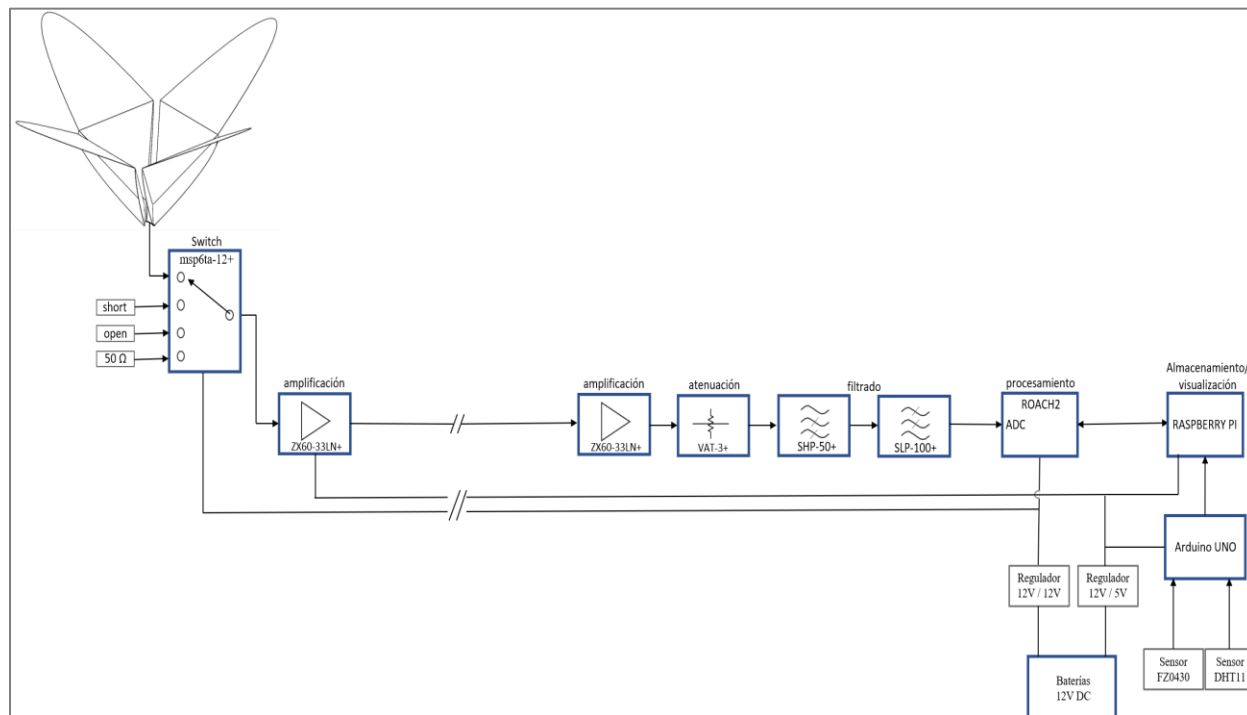 Switch
msp6ta-12+
short
open
50 Ω
amplificación
ZX60-33LN+
amplificación
ZX60-33LN+
atenuación
VAT-3+
filtrado
SHP-50+
SLP-100+
procesamiento
ROACH2
ADC
Almacenamiento/
visualización
RASPBERRY PI
Arduino UNO
Regulador
12V / 12V
Regulador
12V / 5V
Baterías
12V DC
Sensor
FZ0430
Sensor
DHT11